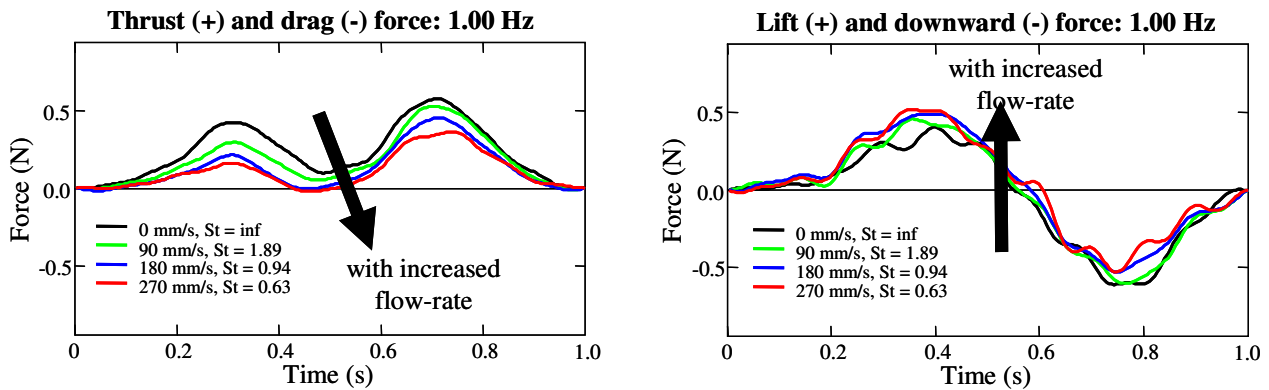 Thrust (+) and drag (-) force: 1.00 Hz
Force (N)
0.5
0.0
-0.5
0 mm/s, St = inf
90 mm/s, St = 1.89
180 mm/s, St = 0.94
270 mm/s, St = 0.63
with increased
flow-rate
0
0.2
0.4
0.6
0.8
1.0
Time (s)
Lift (+) and downward (-) force: 1.00 Hz
with increased
flow-rate
Force (N)
0.5
0.0
-0.5
0 mm/s, St = inf
90 mm/s, St = 1.89
180 mm/s, St = 0.94
270 mm/s, St = 0.63
0
0.2
0.4
0.6
0.8
1.0
Time (s)